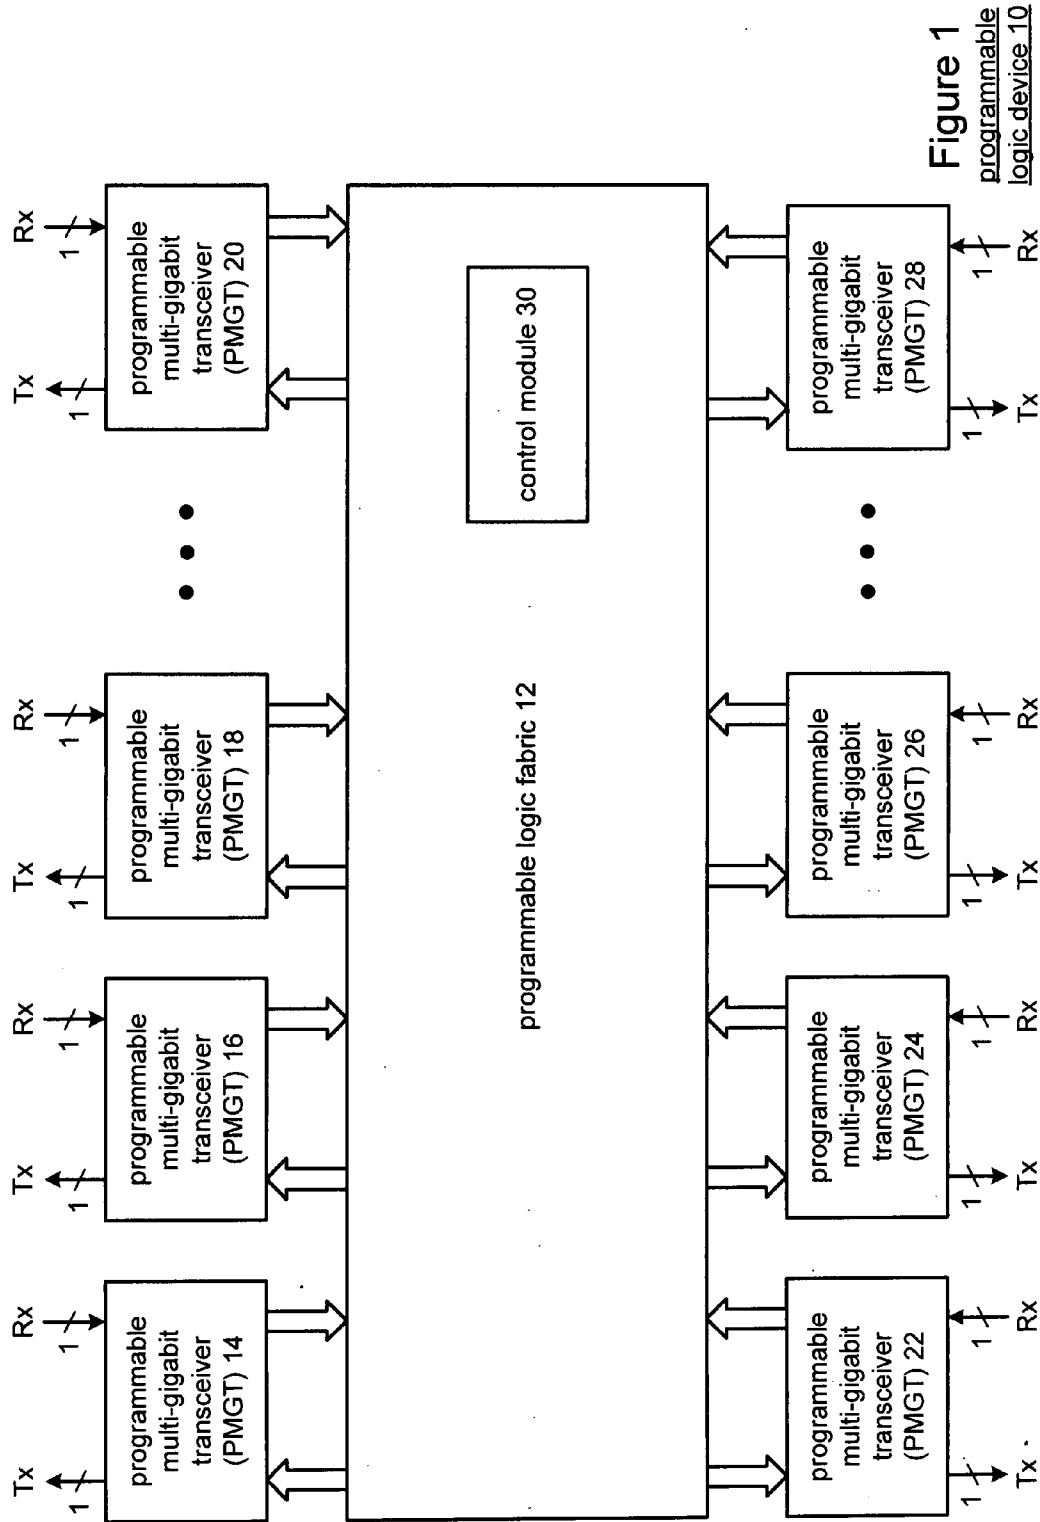 Tx
Rx
Tx
Rx
Tx
Rx
Tx
Rx
1
1
1
1
1
1
1
1
programmable
multi-gigabit
transceiver
(PMGT) 14
programmable
multi-gigabit
transceiver
(PMGT) 16
programmable
multi-gigabit
transceiver
(PMGT) 18
programmable
multi-gigabit
transceiver
(PMGT) 20
programmable logic fabric 12
control module 30
programmable
multi-gigabit
transceiver
(PMGT) 22
programmable
multi-gigabit
transceiver
(PMGT) 24
programmable
multi-gigabit
transceiver
(PMGT) 26
programmable
multi-gigabit
transceiver
(PMGT) 28
1
1
1
1
1
1
1
1
Tx
Rx
Tx
Rx
Tx
Rx
Tx
Rx
Figure 1
programmable
logic device 10